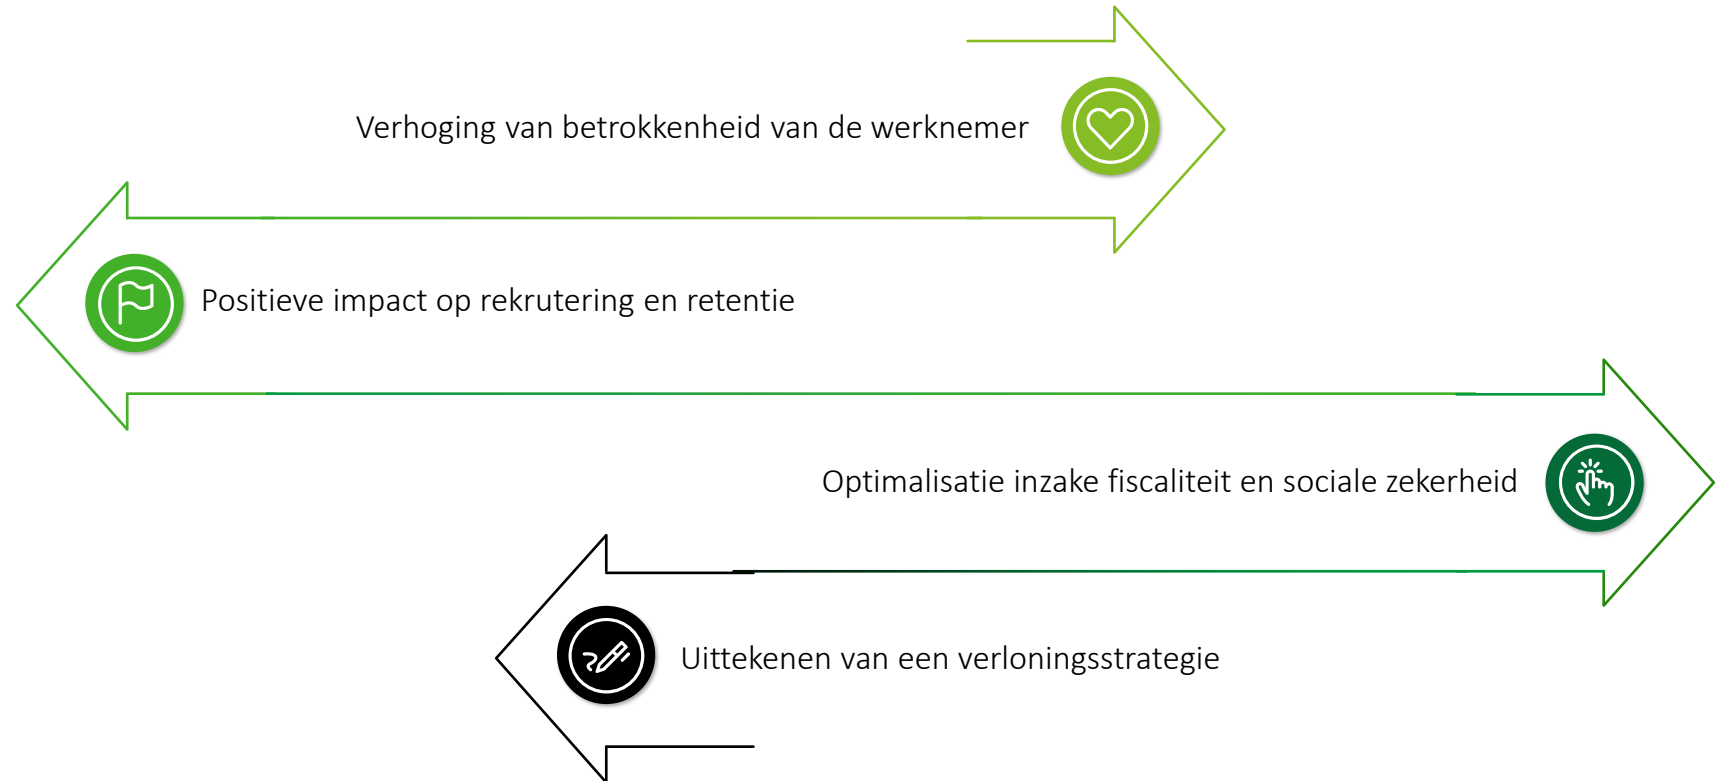 Verhoging van betrokkenheid van de werknemer
Positieve impact op rekrutering en retentie
Optimalisatie inzake fiscaliteit en sociale zekerheid
Uittekenen van een verloningsstrategie